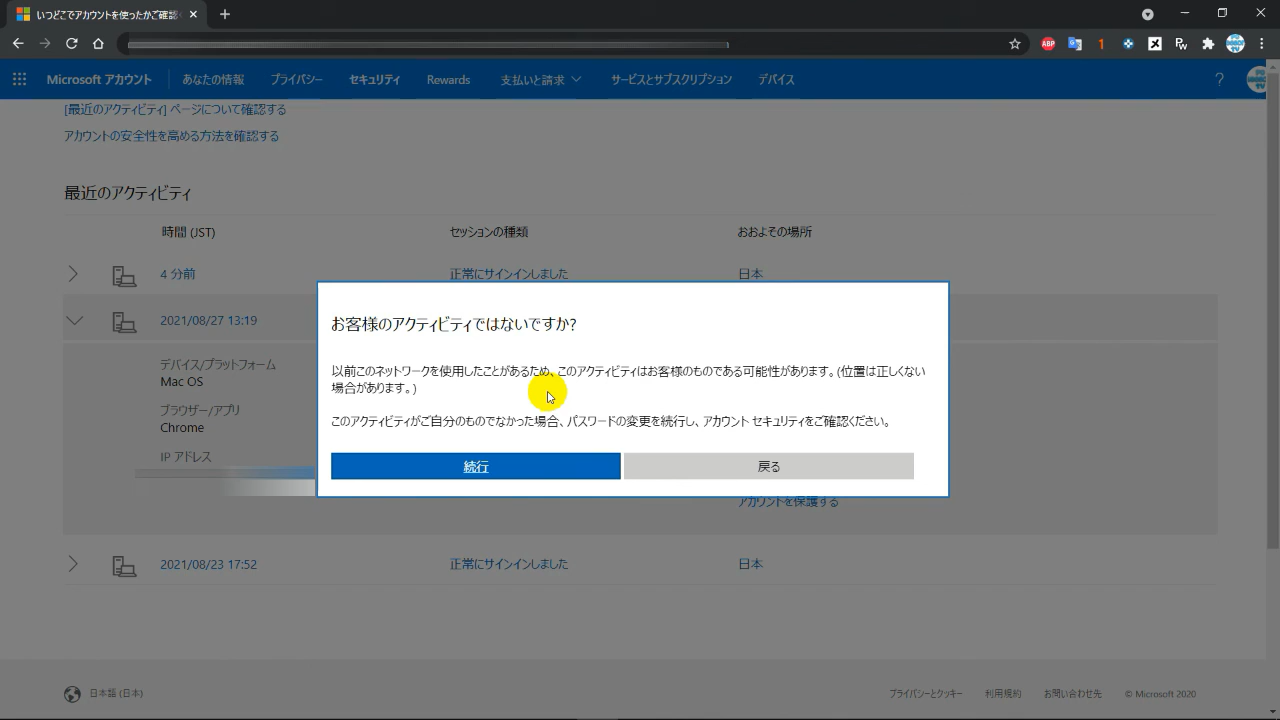 いつどこでアカウントを使ったかご確認
ABP
1
Microsoft アカウント
あなたの情報
プライバシー
セキュリティ
Rewards
支払いと請求
サービスとサブスクリプション
デバイス
?
[最近のアクティビティ] ページについて確認する
アカウントの安全性を高める方法を確認する
最近のアクティビティ
時間 (JST)
セッションの種類
おおよその場所
4 分前
正常にサインインしました
日本
2021/08/27 13:19
お客様のアクティビティではないですか?
以前このネットワークを使用したことがあるため、このアクティビティはお客様のものである可能性があります。(位置は正しくない
場合があります。)
このアクティビティがご自分のものでなかった場合、パスワードの変更を続行し、アカウント セキュリティをご確認ください。
続行
戻る
デバイス/プラットフォーム
Mac OS
ブラウザー/アプリ
Chrome
IP アドレス
アカウントを保護する
2021/08/23 17:52
正常にサインインしました
日本
日本語 (日本)
プライバシーとクッキー
利用規約
お問い合わせ先
© Microsoft 2020